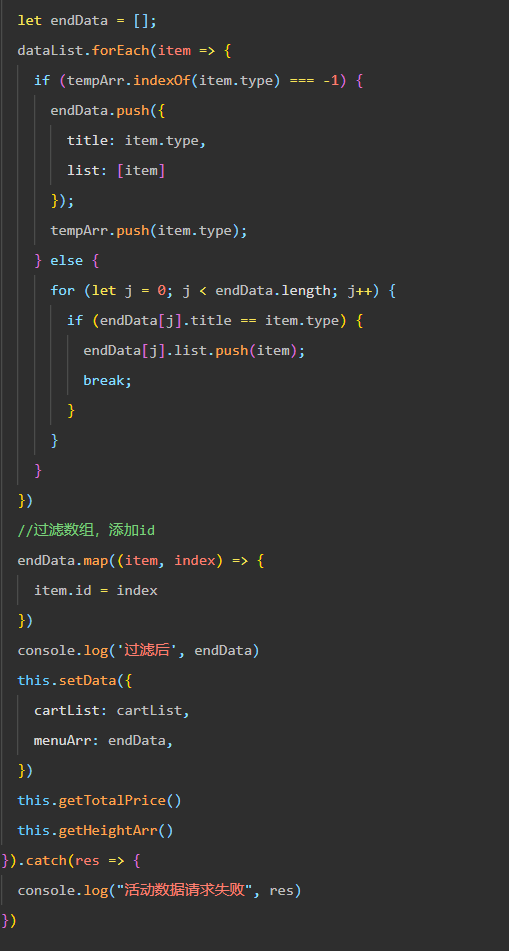 let endData = [];
dataList.forEach(item => {
if (tempArr.indexOf(item.type) === -1) {
endData.push({
title: item.type,
list: [item]
});
tempArr.push(item.type);
} else {
for (let j = 0; j < endData.length; j++) {
if (endData[j].title == item.type) {
endData[j].list.push(item);
break;
}
}
}
})
//过滤数组，添加id
endData.map((item, index) => {
item.id = index
})
console.log('过滤后', endData)
this.setData({
cartList: cartList,
menuArr: endData,
})
this.getTotalPrice()
this.getHeightArr()
}).catch(res => {
console.log("活动数据请求失败", res)
})